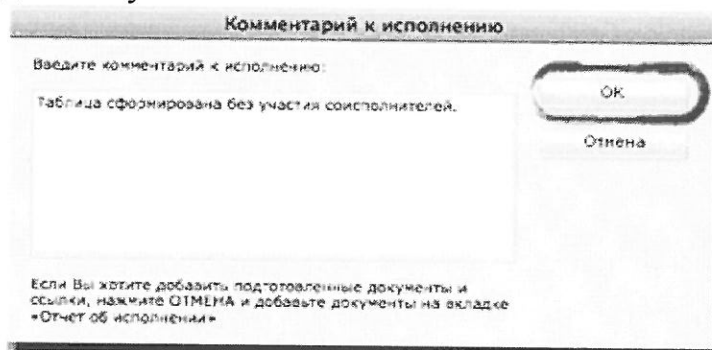 Комментарий к исполнению
Введите комментарий к исполнению:
Таблица сформирована без участия соисполнителей.
OK
Отмена
Если Вы хотите добавить подготовленные документы и
ссылки, нажмите ОТМЕНА и добавьте документы на вкладке
«Отчет об исполнении»